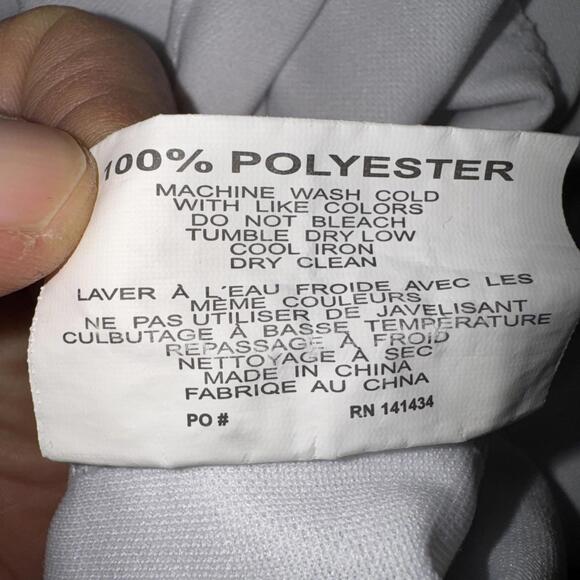 100% POLYESTER
MACHINE WASH COLD
WITH LIKE COLORS
DO NOT BLEACH
TUMBLE DRY LOW
COOL IRON
DRY CLEAN
LAVER À L'EAU FROIDE AVEC LES
MÊME COULEURS
NE PAS UTILISER DE JAVELISANT
CULBUTAGE À BASSE TEMPERATURE
REPASSAGE À FROID
NETTOYAGE À SEC
MADE IN CHINA
FABRIQE AU CHNA
PO # RN 141434